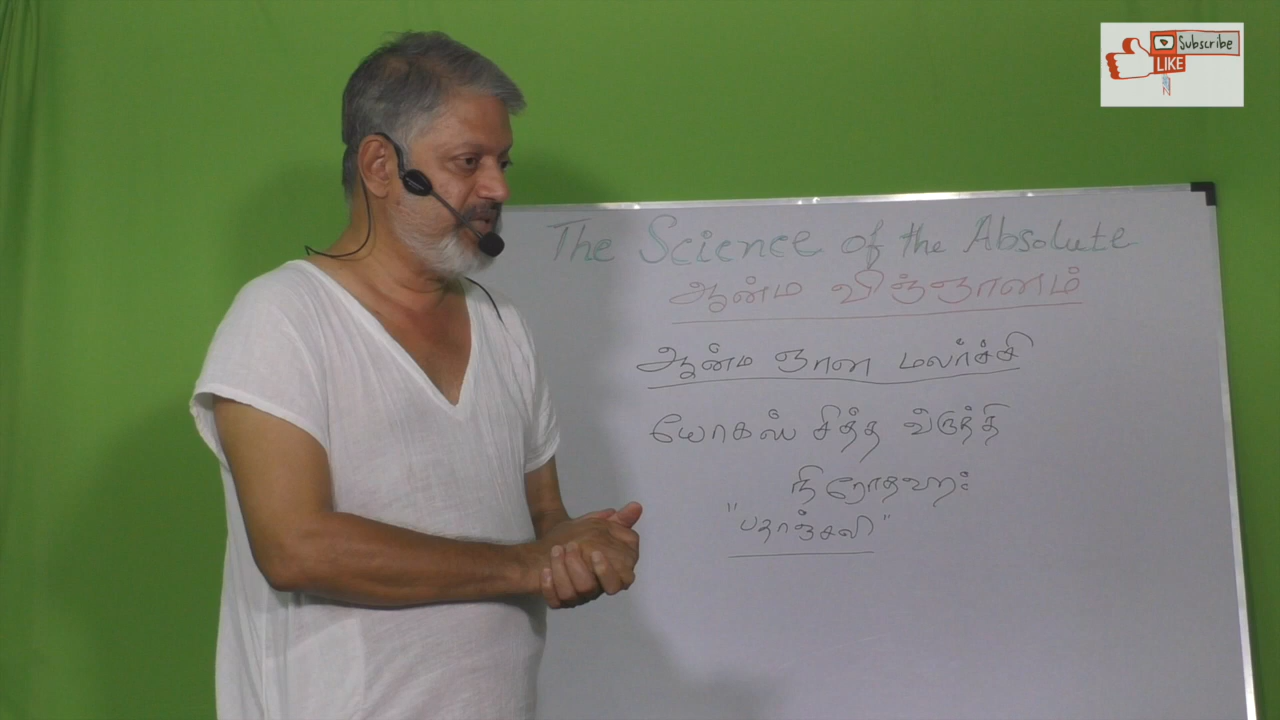 Subscribe
LIKE
The Science of the Absolute
ஆன்ம விஞ்ஞானம்
ஆன்ம ஞான மலர்ச்சி
யோகஸ் சித்த விருத்தி
நிரோதஹ:
"பதாஞ்சலி"